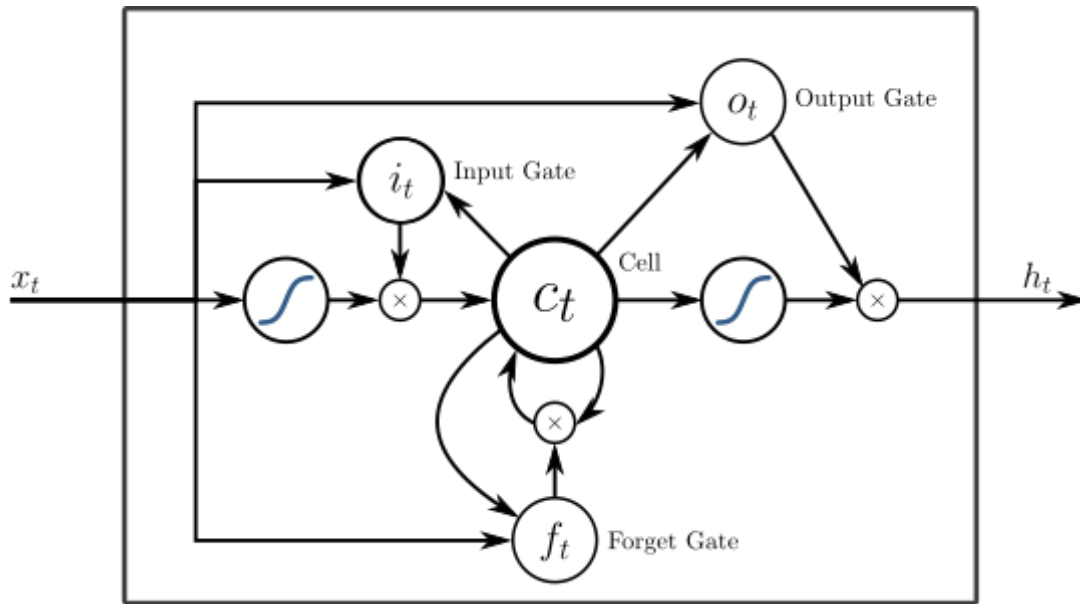 o_t Output Gate
i_t Input Gate
x_t
Cell
h_t
×
c_t
×
×
f_t Forget Gate